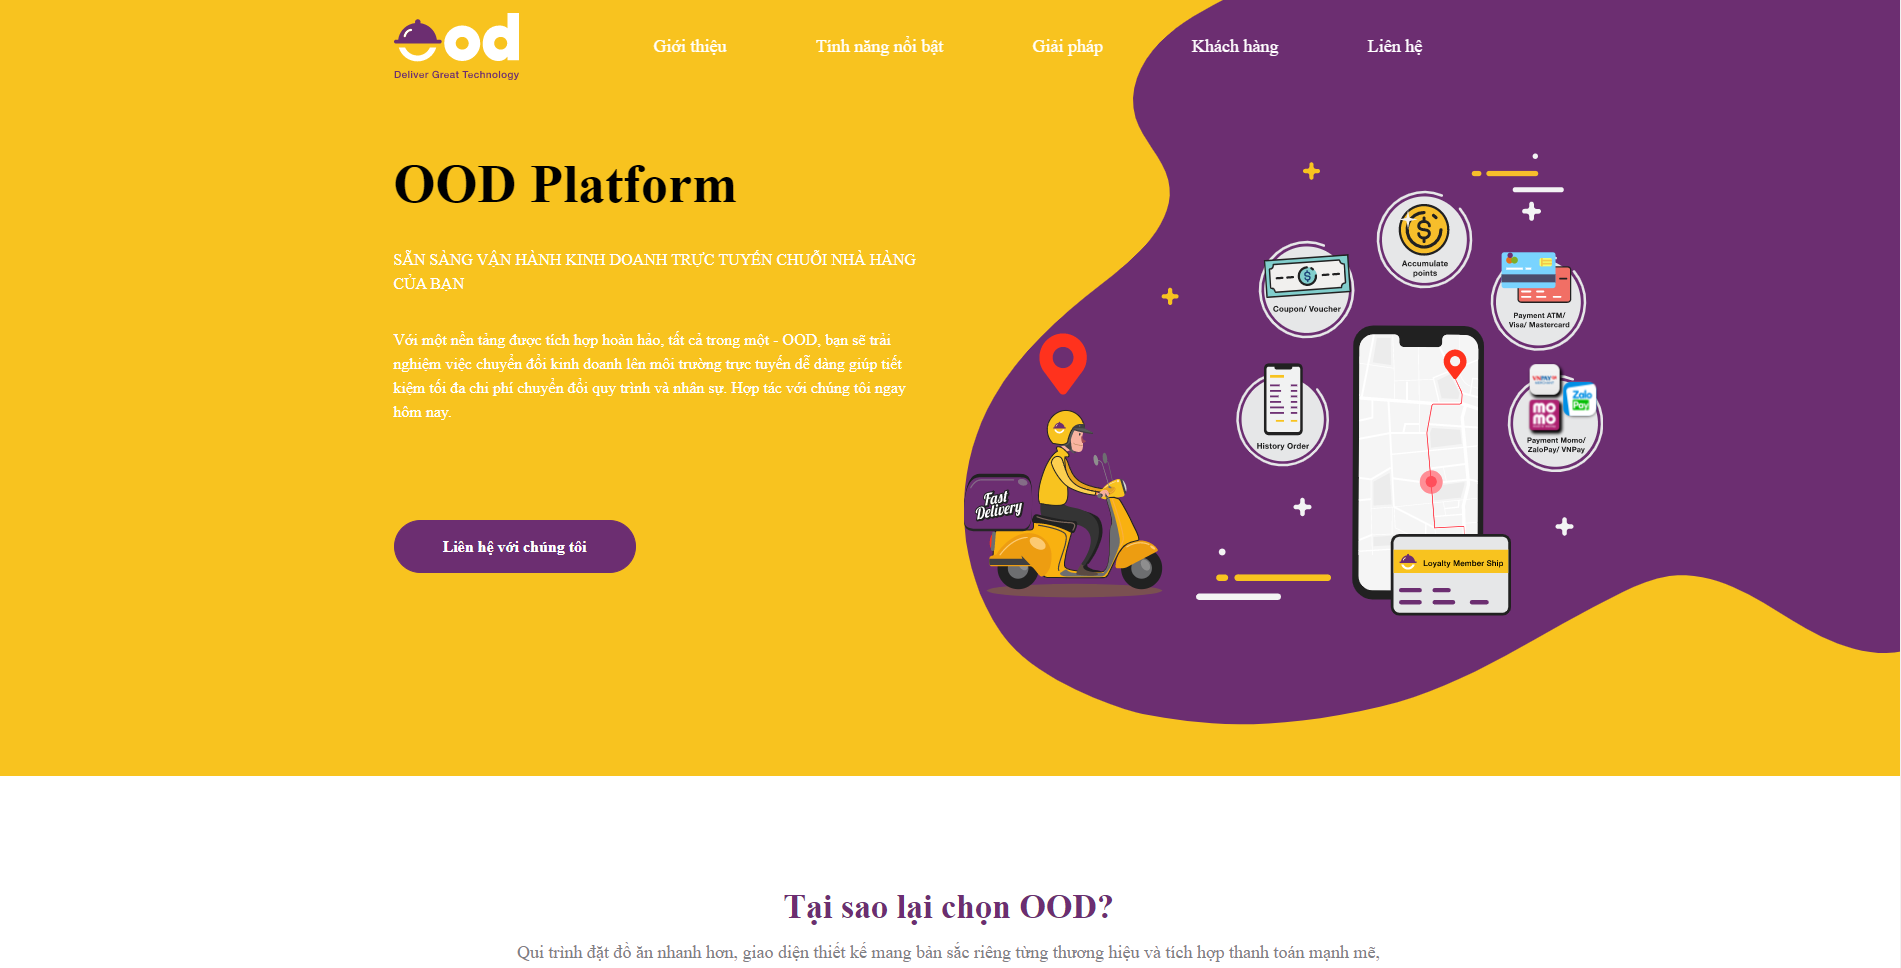 ood
Deliver Great Technology
Giới thiệu
Tính năng nổi bật
Giải pháp
Khách hàng
Liên hệ
OOD Platform
SẴN SÀNG VẬN HÀNH KINH DOANH TRỰC TUYẾN CHUỖI NHÀ HÀNG
CỦA BẠN
Với một nền tảng được tích hợp hoàn hảo, tất cả trong một - OOD, bạn sẽ trải
nghiệm việc chuyển đổi kinh doanh lên môi trường trực tuyến dễ dàng giúp tiết
kiệm tối đa chi phí chuyển đổi quy trình và nhân sự. Hợp tác với chúng tôi ngay
hôm nay.
Liên hệ với chúng tôi
Fast
Delivery
Accumulate
points
Coupon/ Voucher
Payment ATM/
Visa/ Mastercard
History Order
VNPAY
Zalo
Pay
mo
mo
Payment Momo/
ZaloPay/ VNPay
Loyalty Member Ship
Tại sao lại chọn OOD?
Qui trình đặt đồ ăn nhanh hơn, giao diện thiết kế mang bản sắc riêng từng thương hiệu và tích hợp thanh toán mạnh mẽ,